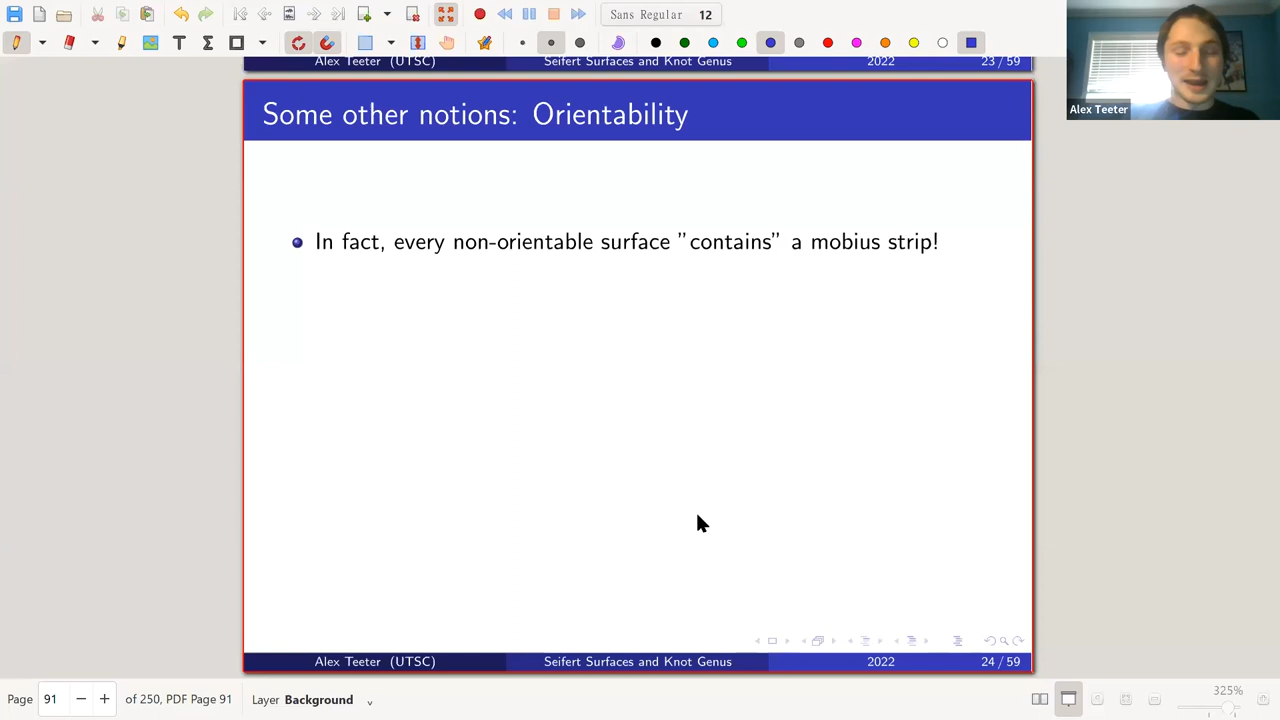 Sans Regular 12
Alex Teeter (UTSC) Seifert Surfaces and Knot Genus 2022 23 / 59
Alex Teeter
Some other notions: Orientability
In fact, every non-orientable surface ”contains” a mobius strip!
Alex Teeter (UTSC) Seifert Surfaces and Knot Genus 2022 24 / 59
Page 91 of 250, PDF Page 91 Layer Background 325%